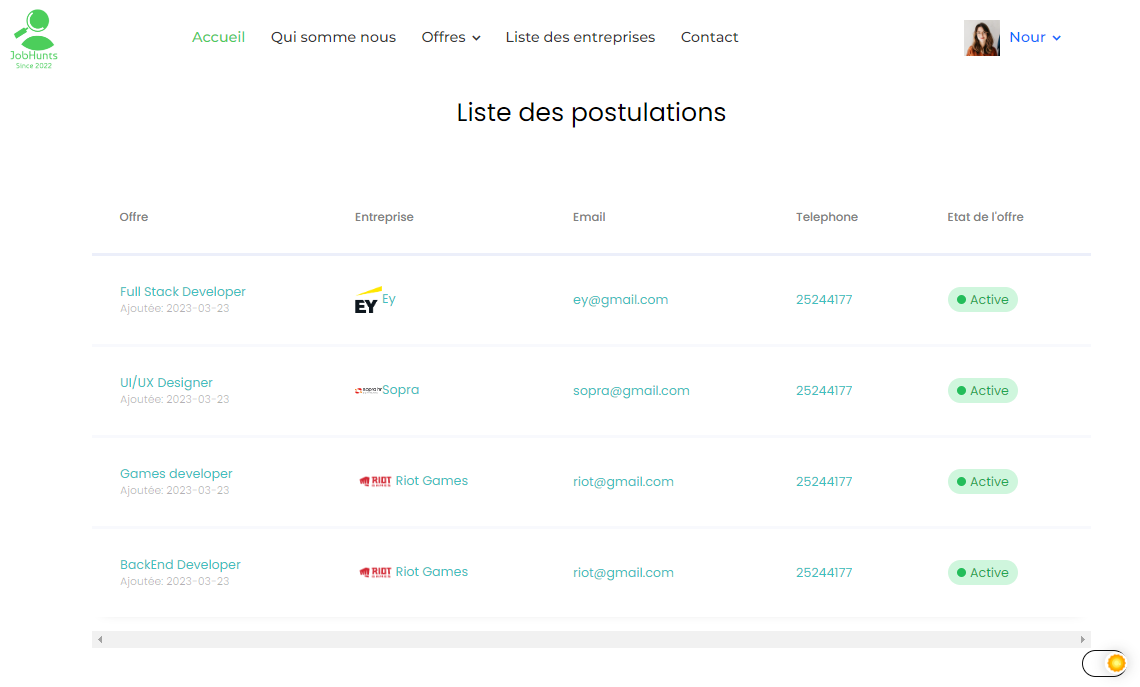 JobHunts
Since 2022
Accueil Qui somme nous Offres Liste des entreprises Contact Nour
Liste des postulations
Offre Entreprise Email Telephone Etat de l'offre
Full Stack Developer
Ajoutée: 2023-03-23
EY Ey ey@gmail.com 25244177 Active
UI/UX Designer
Ajoutée: 2023-03-23
sopra hr Sopra sopra@gmail.com 25244177 Active
Games developer
Ajoutée: 2023-03-23
RIOT GAMES Riot Games riot@gmail.com 25244177 Active
BackEnd Developer
Ajoutée: 2023-03-23
RIOT GAMES Riot Games riot@gmail.com 25244177 Active